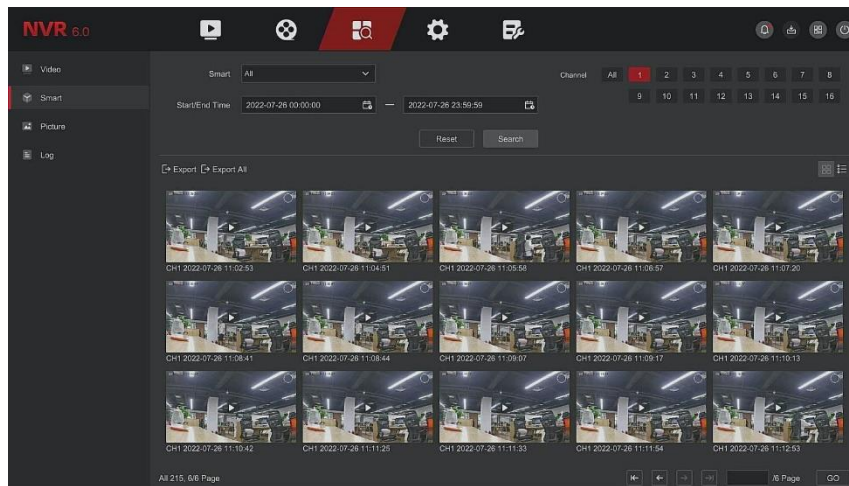 NVR 6.0
Video
Smart
Picture
Log
Smart All
Channel All 1 2 3 4 5 6 7 8
9 10 11 12 13 14 15 16
Start/End Time 2022-07-26 00:00:00 — 2022-07-26 23:59:59
Reset Search
Export Export All
CH1 2022-07-26 11:02:53 CH1 2022-07-26 11:04:51 CH1 2022-07-26 11:05:58 CH1 2022-07-26 11:06:57 CH1 2022-07-26 11:07:20
CH1 2022-07-26 11:08:41 CH1 2022-07-26 11:08:44 CH1 2022-07-26 11:09:07 CH1 2022-07-26 11:09:17 CH1 2022-07-26 11:10:13
CH1 2022-07-26 11:10:42 CH1 2022-07-26 11:11:25 CH1 2022-07-26 11:11:33 CH1 2022-07-26 11:11:54 CH1 2022-07-26 11:12:53
All 215, 6/6 Page /6 Page GO